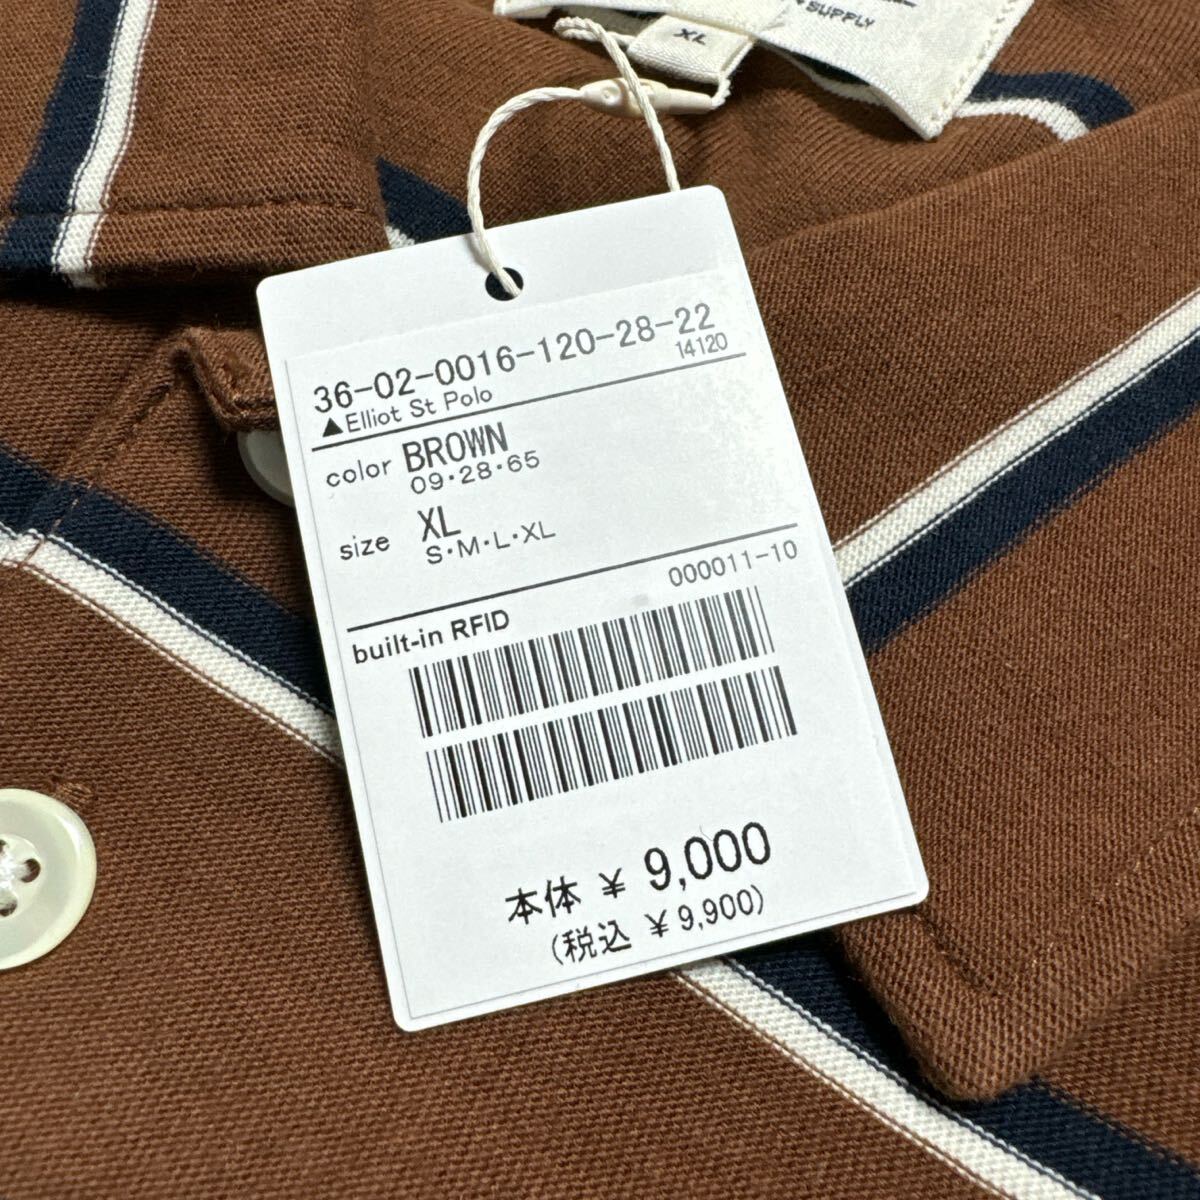 SUPPLY
XL
36-02-0016-120-28-22
14120
▲Elliot St Polo
color BROWN
09・28・65
size XL
S・M・L・XL
000011-10
built-in RFID
本体 ¥ 9,000
(税込 ¥ 9,900)